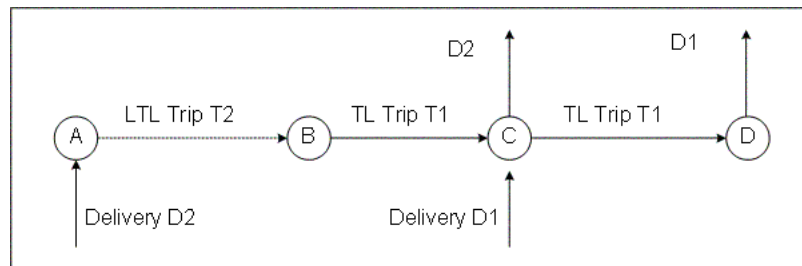 D2
D1
LTL Trip T2
TL Trip T1
TL Trip T1
A
B
C
D
Delivery D2
Delivery D1